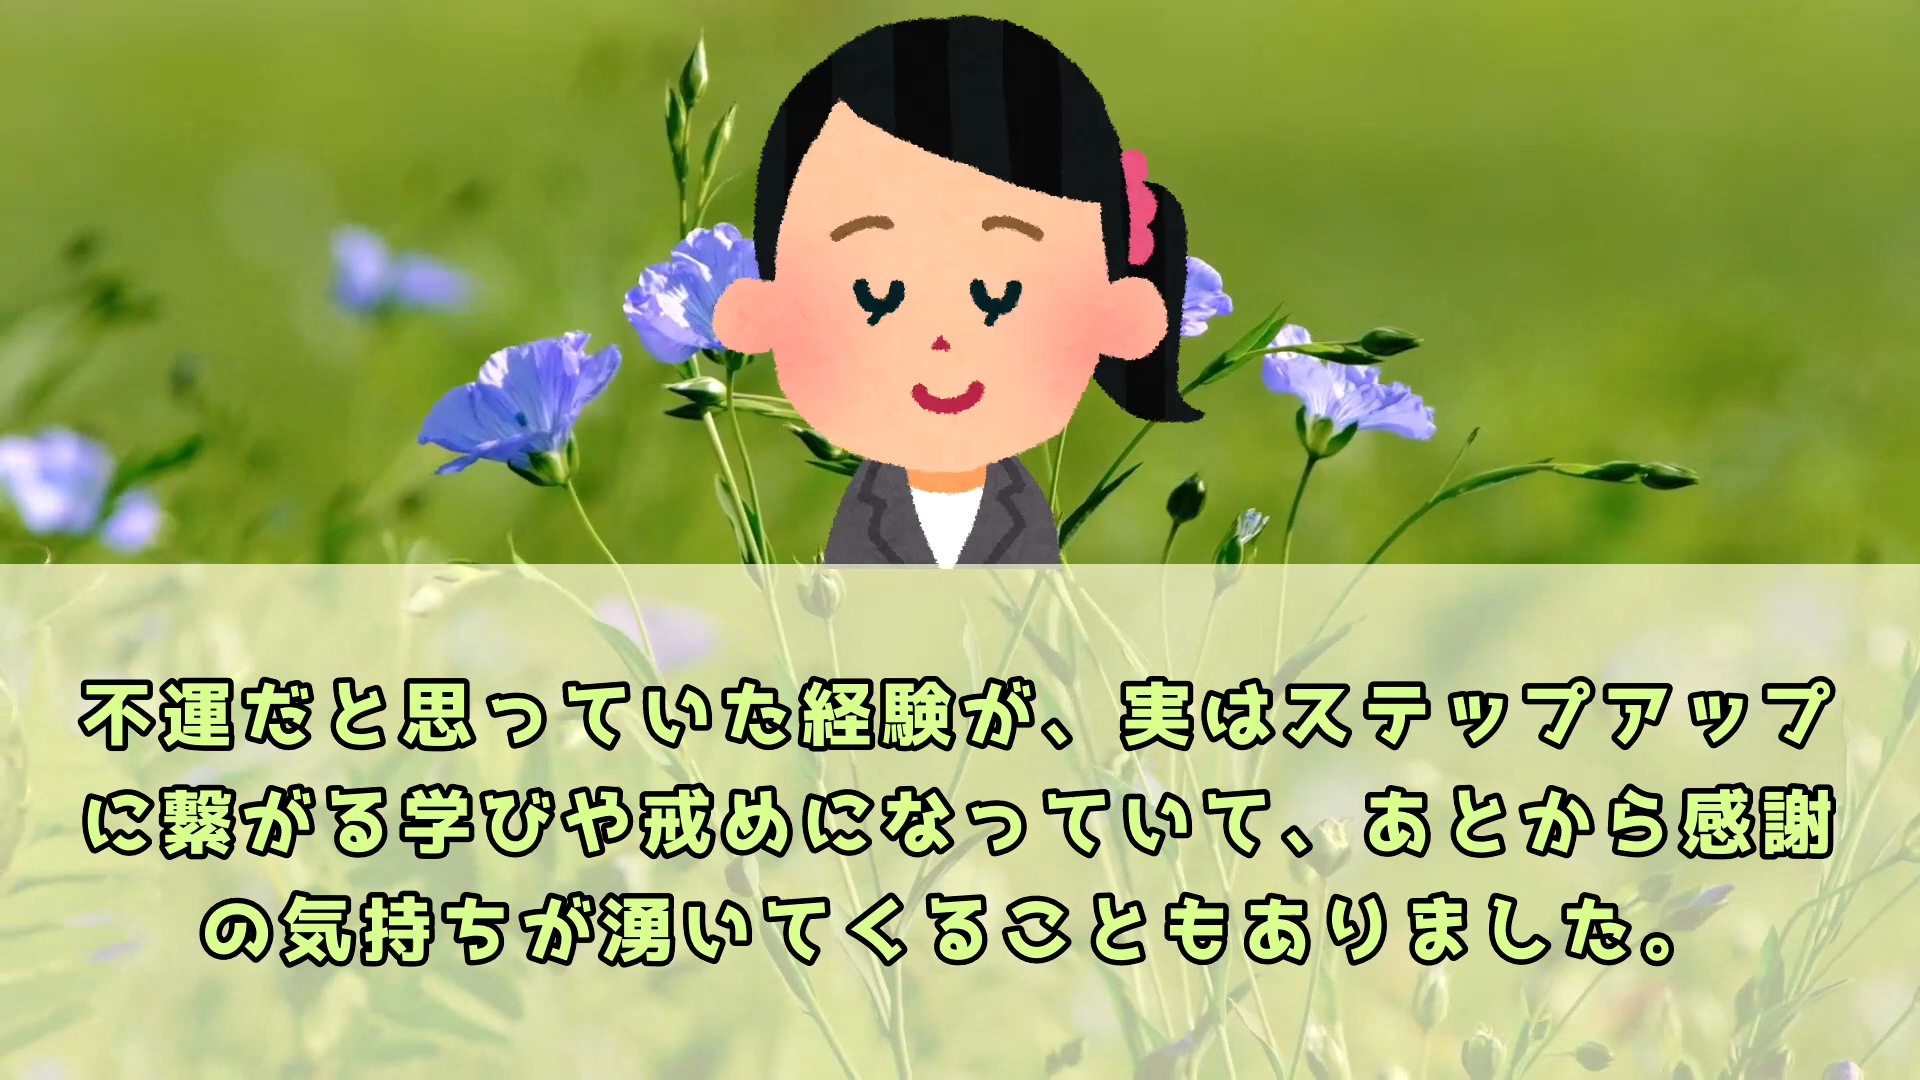 不運だと思っていた経験が、実はステップアップ
に繋がる学びや戒めになっていて、あとから感謝
の気持ちが湧いてくることもありました。